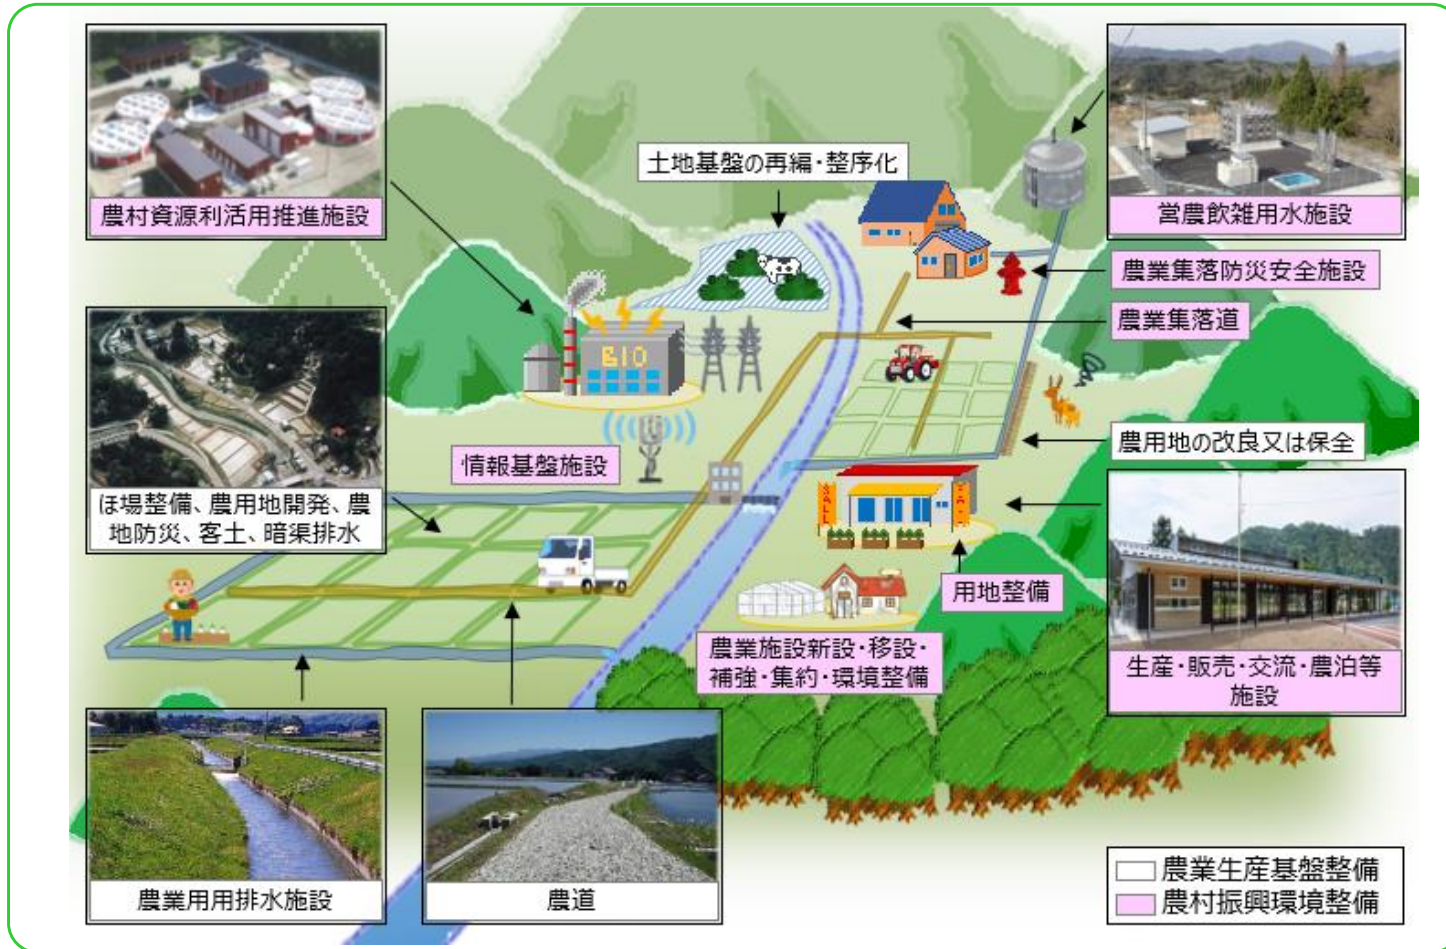 土地基盤の再編・整序化
農村資源利活用推進施設
営農飲雑用水施設
農業集落防災安全施設
農業集落道
BIO
情報基盤施設
農用地の改良又は保全
ほ場整備、農用地開発、農
地防災、客土、暗渠排水
用地整備
農業施設新設・移設・
補強・集約・環境整備
生産・販売・交流・農泊等
施設
農業用用排水施設
農道
農業生産基盤整備
農村振興環境整備